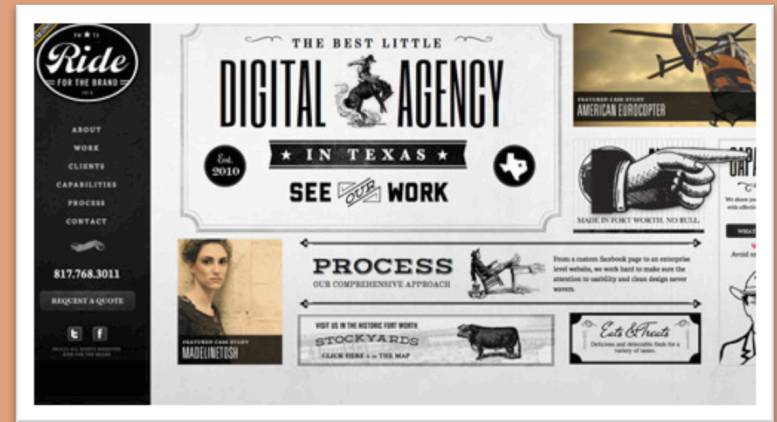 FW TX
Ride
FOR THE BRAND
ABOUT
WORK
CLIENTS
CAPABILITIES
PROCESS
CONTACT
817.768.3011
REQUEST A QUOTE
THE BEST LITTLE
DIGITAL AGENCY
Est.
2010
★ IN TEXAS ★
SEE OUR WORK
FEATURED CASE STUDY
AMERICAN EUROCOPTER
MADE IN FORT WORTH. NO BULL.
FEATURED CASE STUDY
MADELINETOSH
PROCESS
OUR COMPREHENSIVE APPROACH
From a custom facebook page to an enterprise
level website, we work hard to make sure the
attention to usability and clean design never
wavers.
VISIT US IN THE HISTORIC FORT WORTH
STOCKYARDS
CLICK HERE THE MAP
Eats & Treats
Delicious and delectable finds for a
variety of tastes.